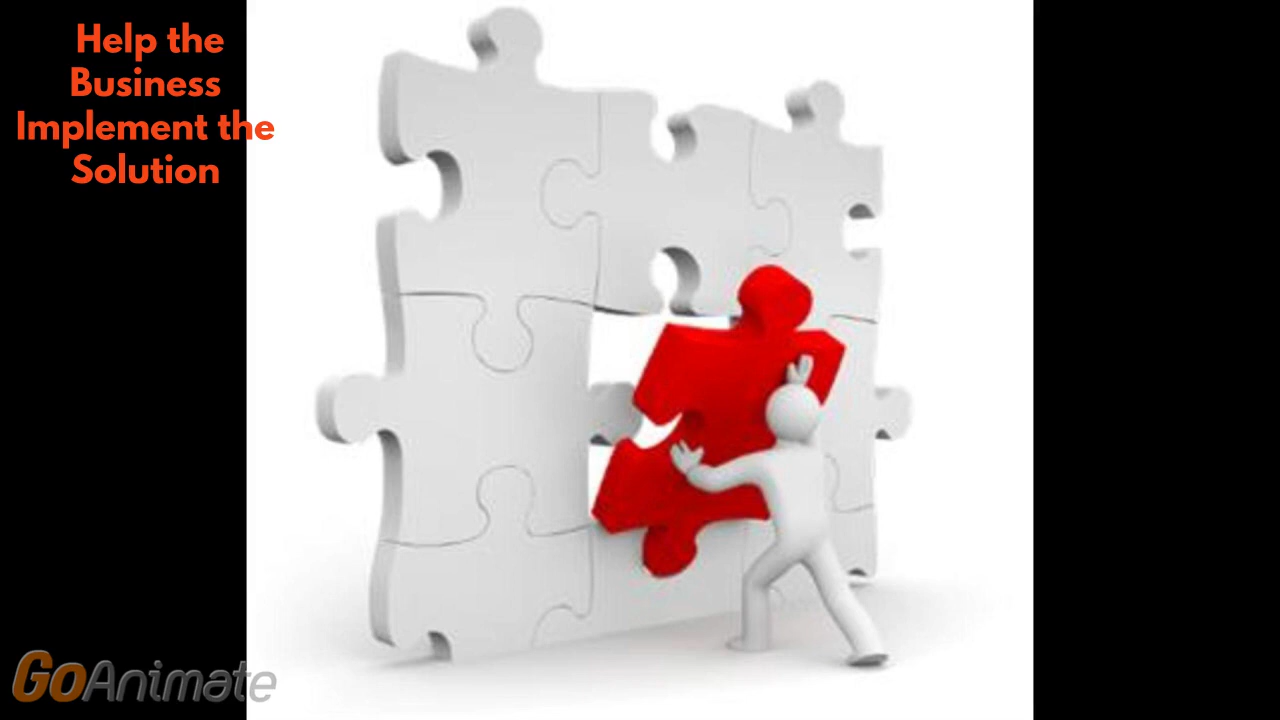 Help the
Business
Implement the
Solution
GoAnimate